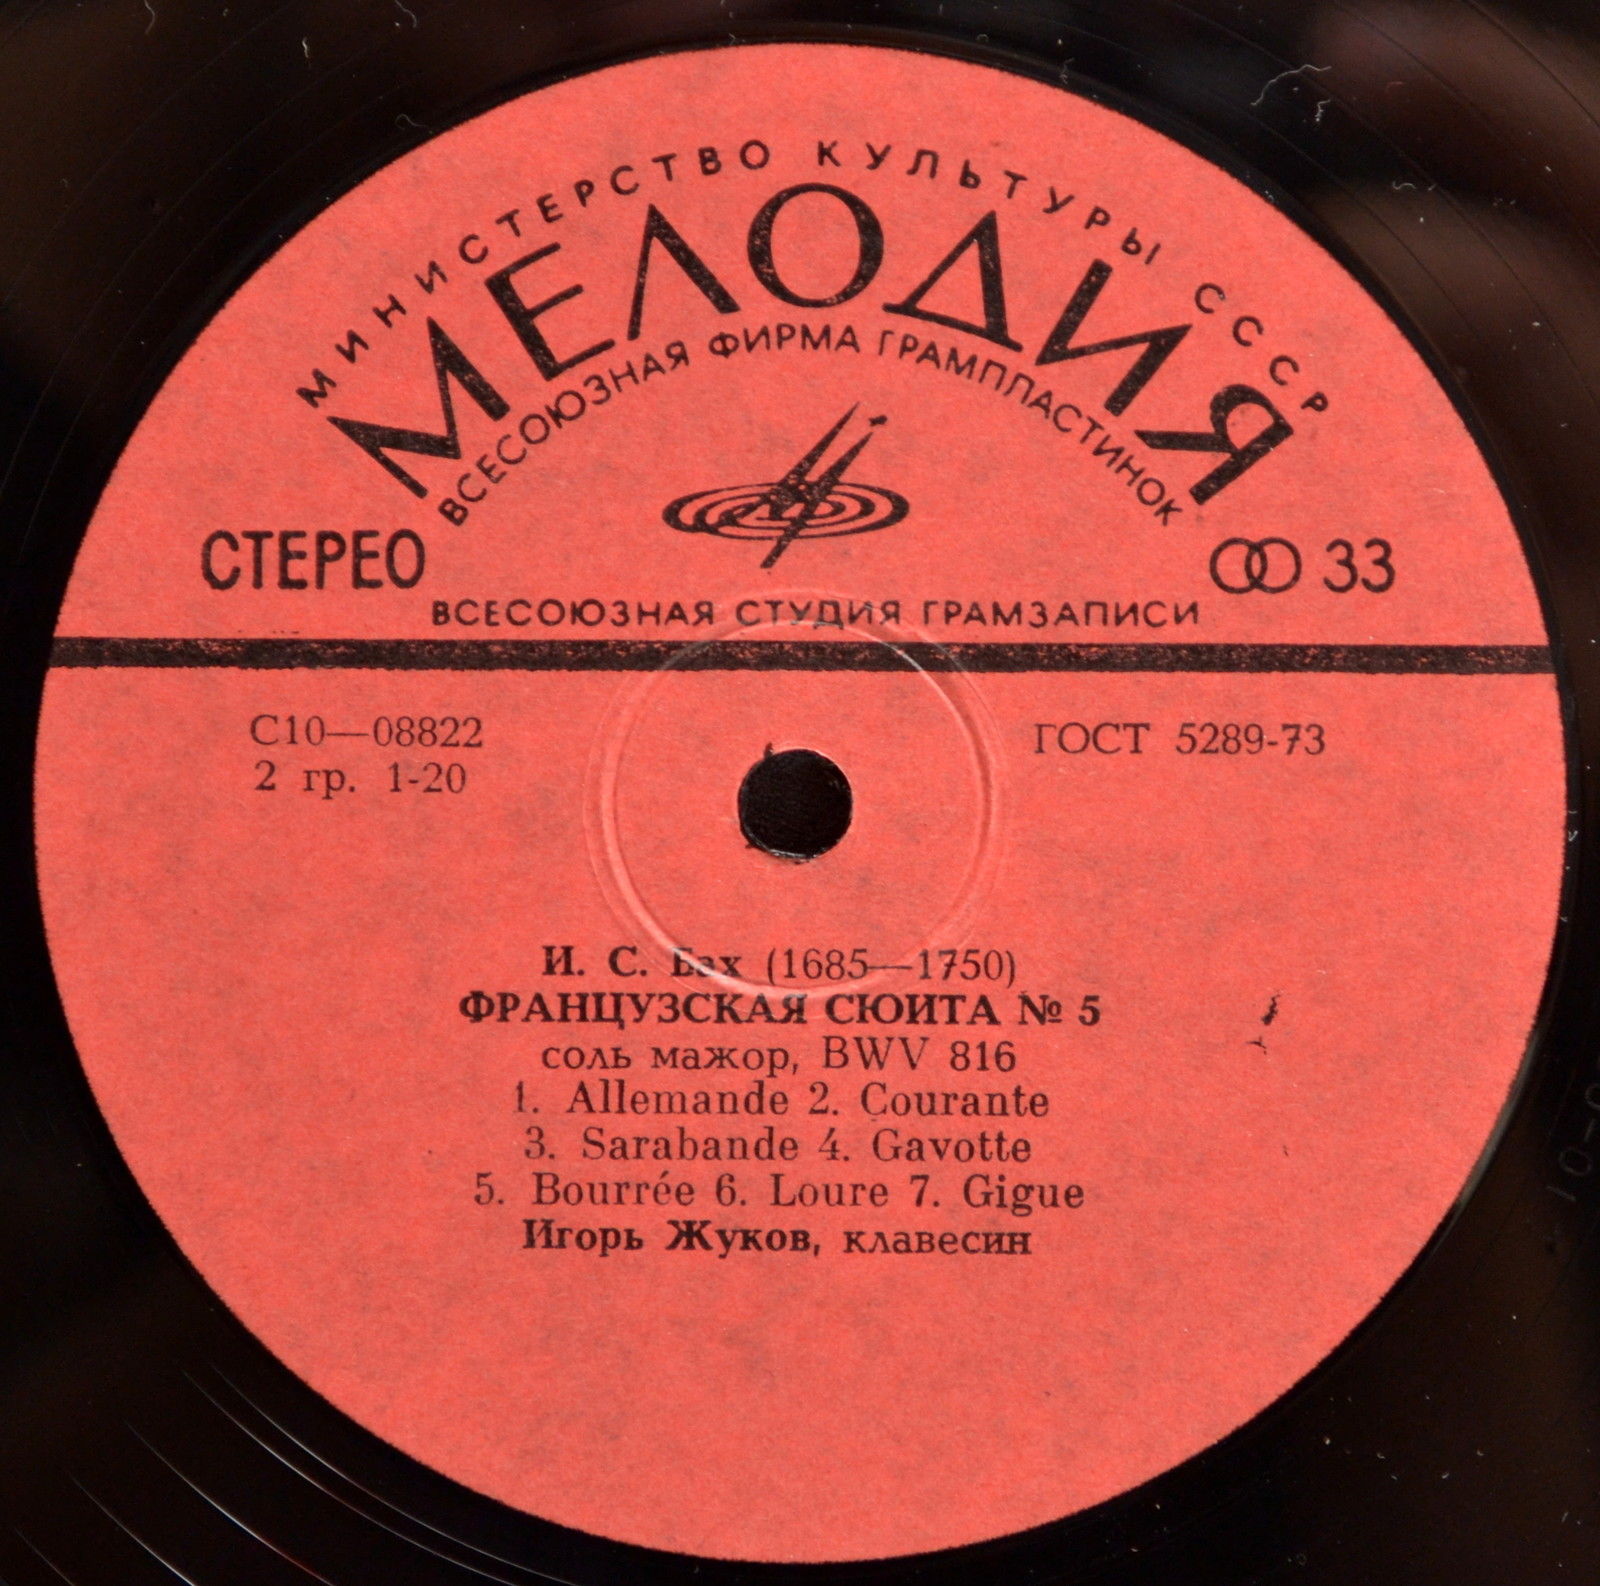 МИНИСТЕРСТВО КУЛЬТУРЫ СССР
МЕЛОДИЯ
ВСЕСОЮЗНАЯ ФИРМА ГРАМПЛАСТИНОК
СТЕРЕО
33
ВСЕСОЮЗНАЯ СТУДИЯ ГРАМЗАПИСИ
С10—08822
ГОСТ 5289-73
2 гр. 1-20
И. С. Бах (1685—1750)
ФРАНЦУЗСКАЯ СЮИТА № 5
соль мажор, BWV 816
1. Allemande 2. Courante
3. Sarabande 4. Gavotte
5. Bourrée 6. Loure 7. Gigue
Игорь Жуков, клавесин